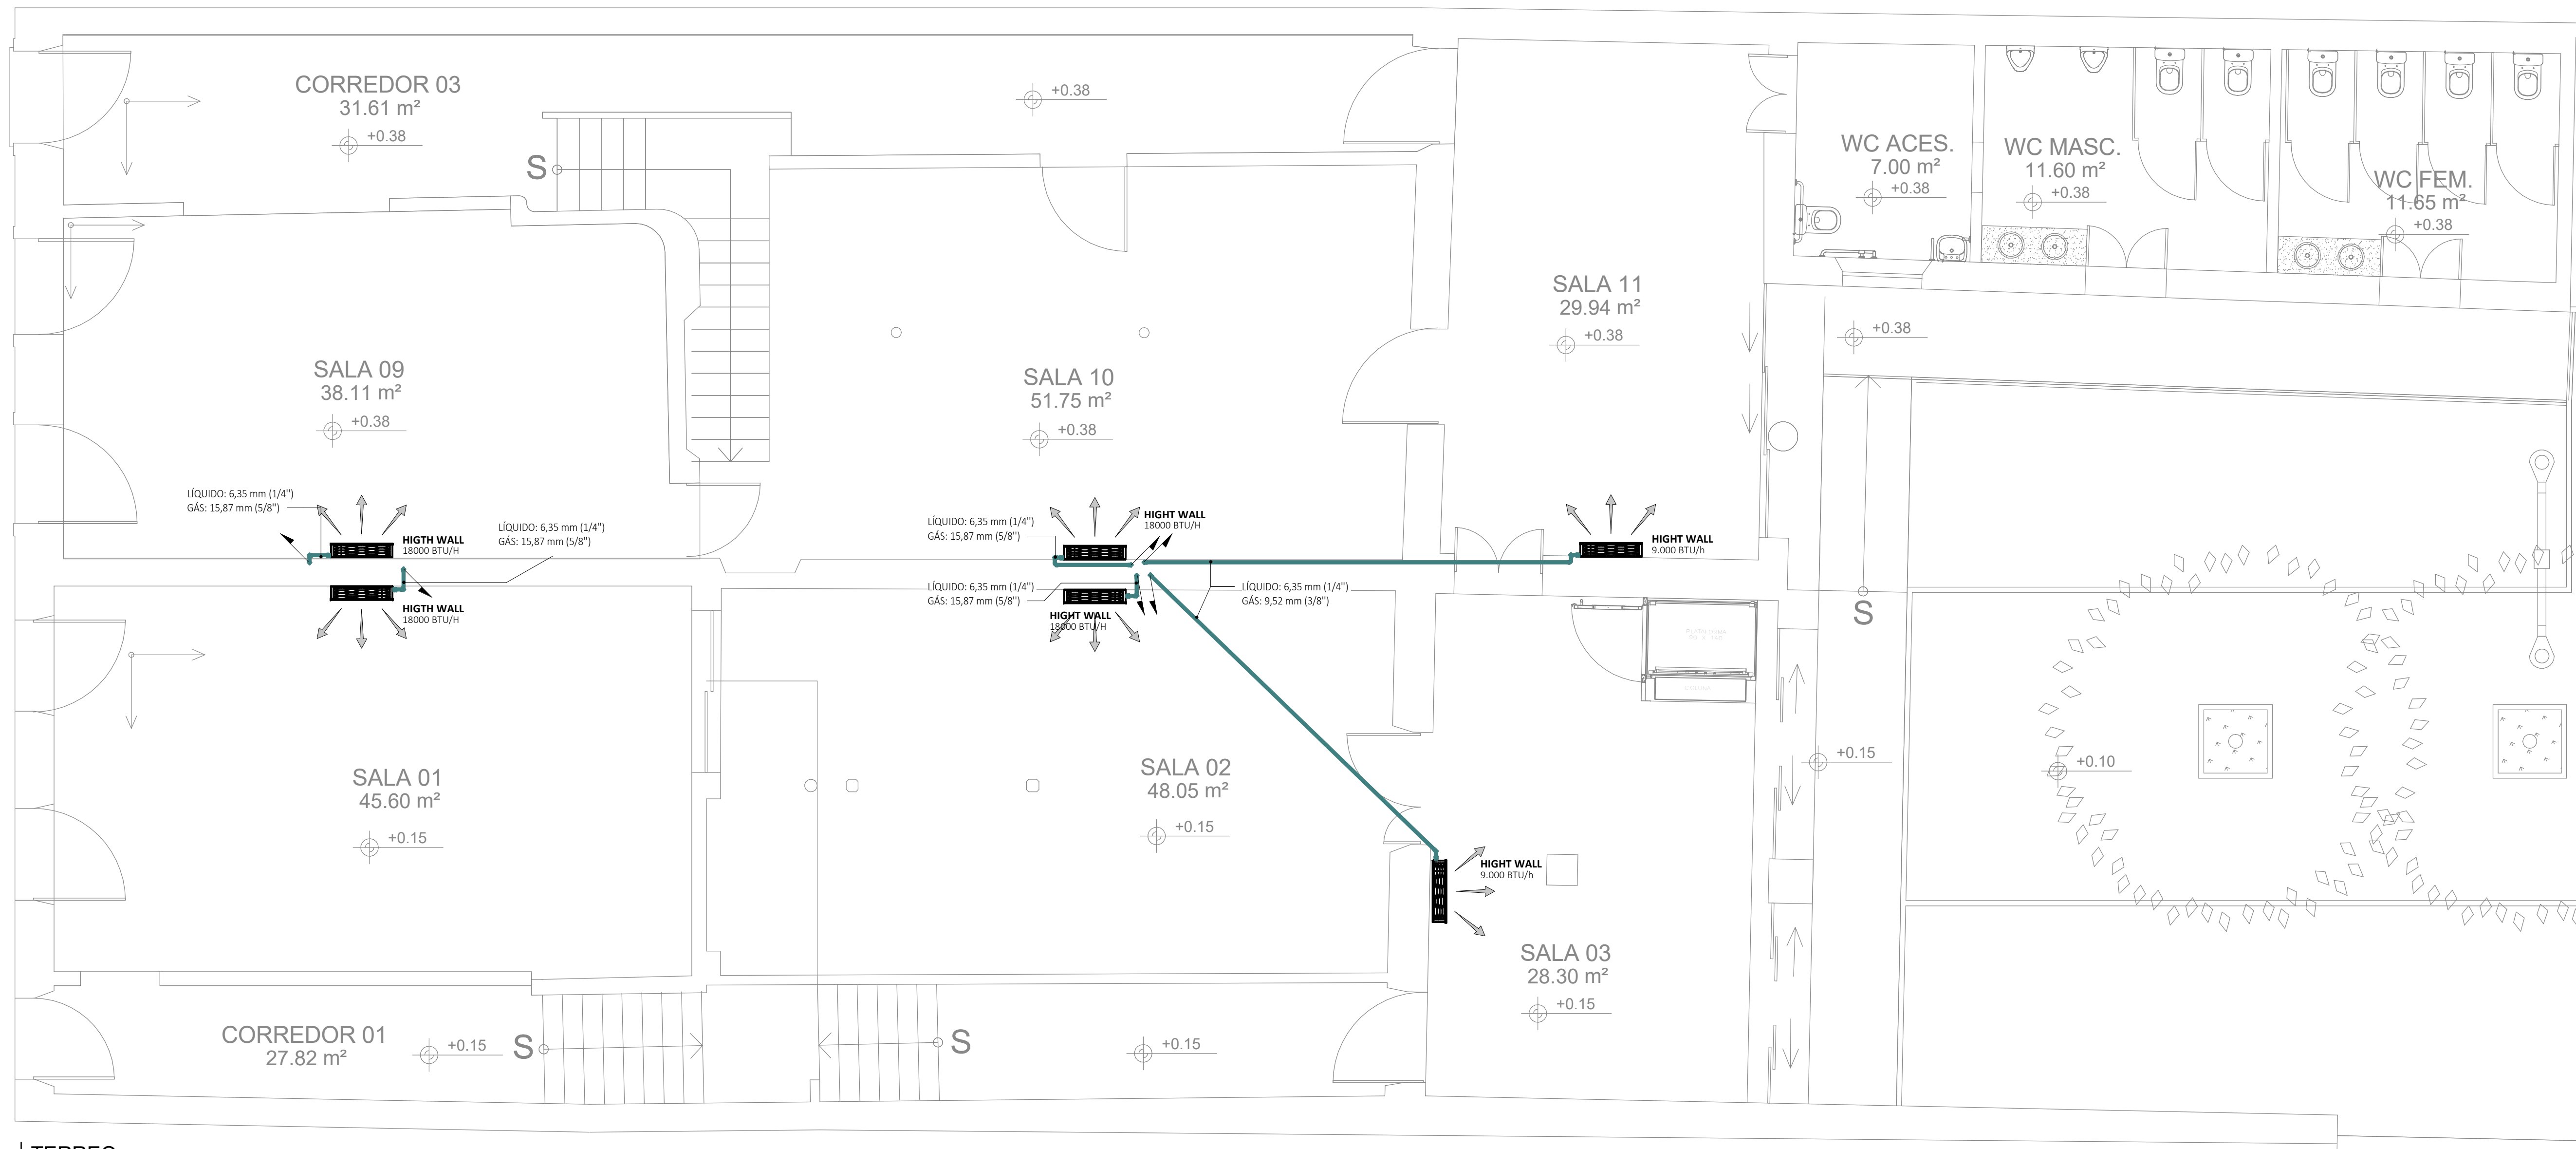 CORREDOR 03
31.61 m²
+0.38
+0.38
S
WC ACES.
7.00 m²
+0.38
WC MASC.
11.60 m²
+0.38
WC FEM.
11.65 m²
+0.38
SALA 11
29.94 m²
+0.38
+0.38
SALA 09
38.11 m²
+0.38
SALA 10
51.75 m²
+0.38
LÍQUIDO: 6,35 mm (1/4")
GÁS: 15,87 mm (5/8")
LÍQUIDO: 6,35 mm (1/4")
GÁS: 15,87 mm (5/8")
HIGTH WALL
18000 BTU/H
HIGTH WALL
18000 BTU/H
LÍQUIDO: 6,35 mm (1/4")
GÁS: 15,87 mm (5/8")
HIGHT WALL
18000 BTU/H
HIGHT WALL
9.000 BTU/h
LÍQUIDO: 6,35 mm (1/4")
GÁS: 15,87 mm (5/8")
HIGHT WALL
18000 BTU/H
LÍQUIDO: 6,35 mm (1/4")
GÁS: 9,52 mm (3/8")
S
SALA 01
45.60 m²
+0.15
SALA 02
48.05 m²
+0.15
+0.15
+0.10
HIGHT WALL
9.000 BTU/h
SALA 03
28.30 m²
+0.15
CORREDOR 01
27.82 m²
+0.15
S
S
+0.15